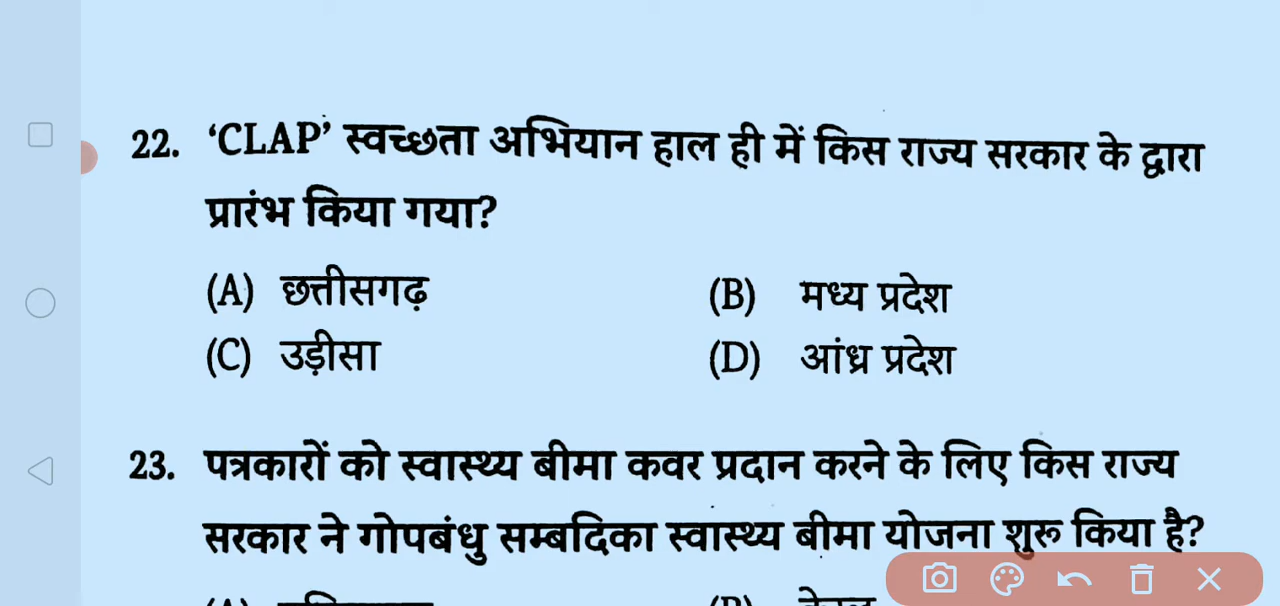 22. ‘CLAP’ स्वच्छता अभियान हाल ही में किस राज्य सरकार के द्वारा
प्रारंभ किया गया?
(A) छत्तीसगढ़ (B) मध्य प्रदेश
(C) उड़ीसा (D) आंध्र प्रदेश
23. पत्रकारों को स्वास्थ्य बीमा कवर प्रदान करने के लिए किस राज्य
सरकार ने गोपबंधु सम्बदिका स्वास्थ्य बीमा योजना शुरू किया है?
(A) (B)